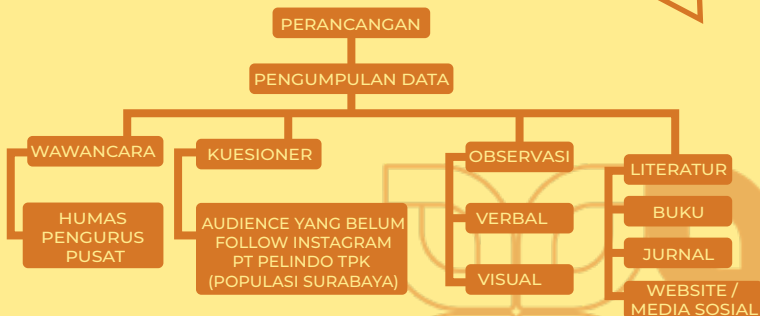 PERANCANGAN
PENGUMPULAN DATA
WAWANCARA
HUMAS
PENGURUS
PUSAT
KUESIONER
AUDIENCE YANG BELUM
FOLLOW INSTAGRAM
PT PELINDO TPK
(POPULASI SURABAYA)
OBSERVASI
VERBAL
VISUAL
LITERATUR
BUKU
JURNAL
WEBSITE /
MEDIA SOSIAL